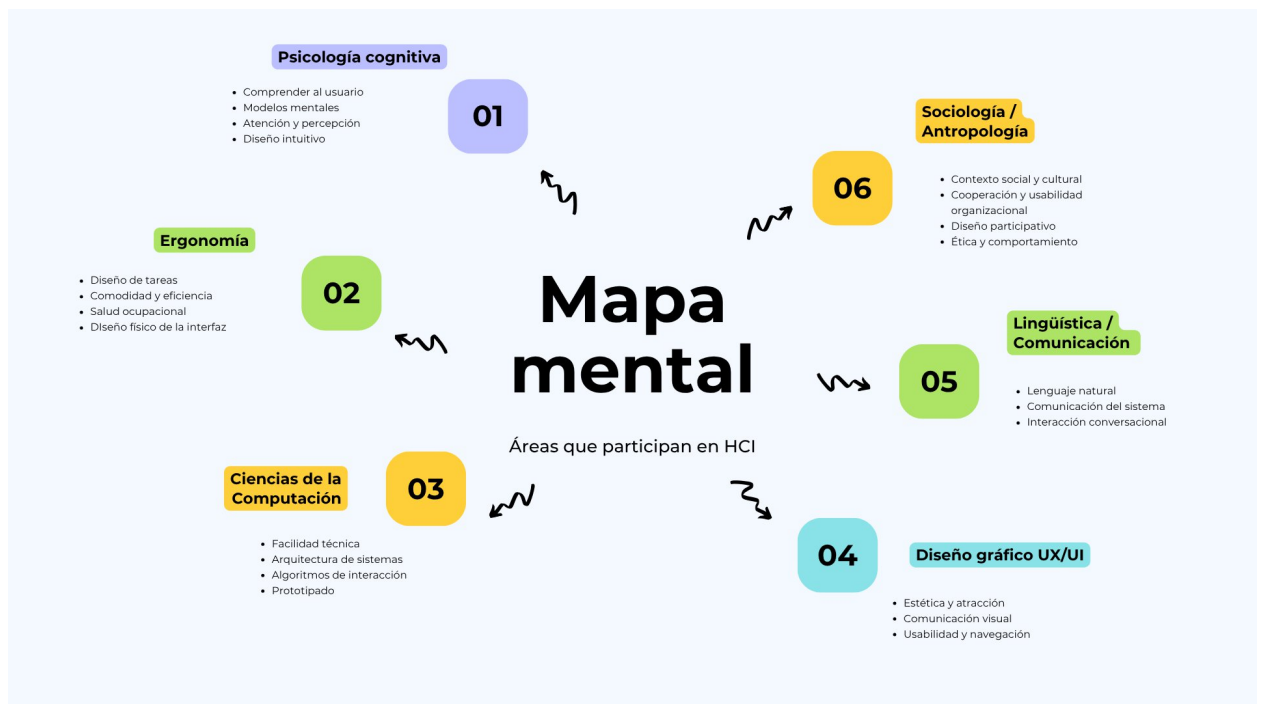 Mapa
mental
Áreas que participan en HCI
01
Psicología cognitiva
• Comprender al usuario
• Modelos mentales
• Atención y percepción
• Diseño intuitivo
02
Ergonomía
• Diseño de tareas
• Comodidad y eficiencia
• Salud ocupacional
• DIseño físico de la interfaz
03
Ciencias de la
Computación
• Facilidad técnica
• Arquitectura de sistemas
• Algoritmos de interacción
• Prototipado
04
Diseño gráfico UX/UI
• Estética y atracción
• Comunicación visual
• Usabilidad y navegación
05
Lingüística /
Comunicación
• Lenguaje natural
• Comunicación del sistema
• Interacción conversacional
06
Sociología /
Antropología
• Contexto social y cultural
• Cooperación y usabilidad
organizacional
• Diseño participativo
• Ética y comportamiento